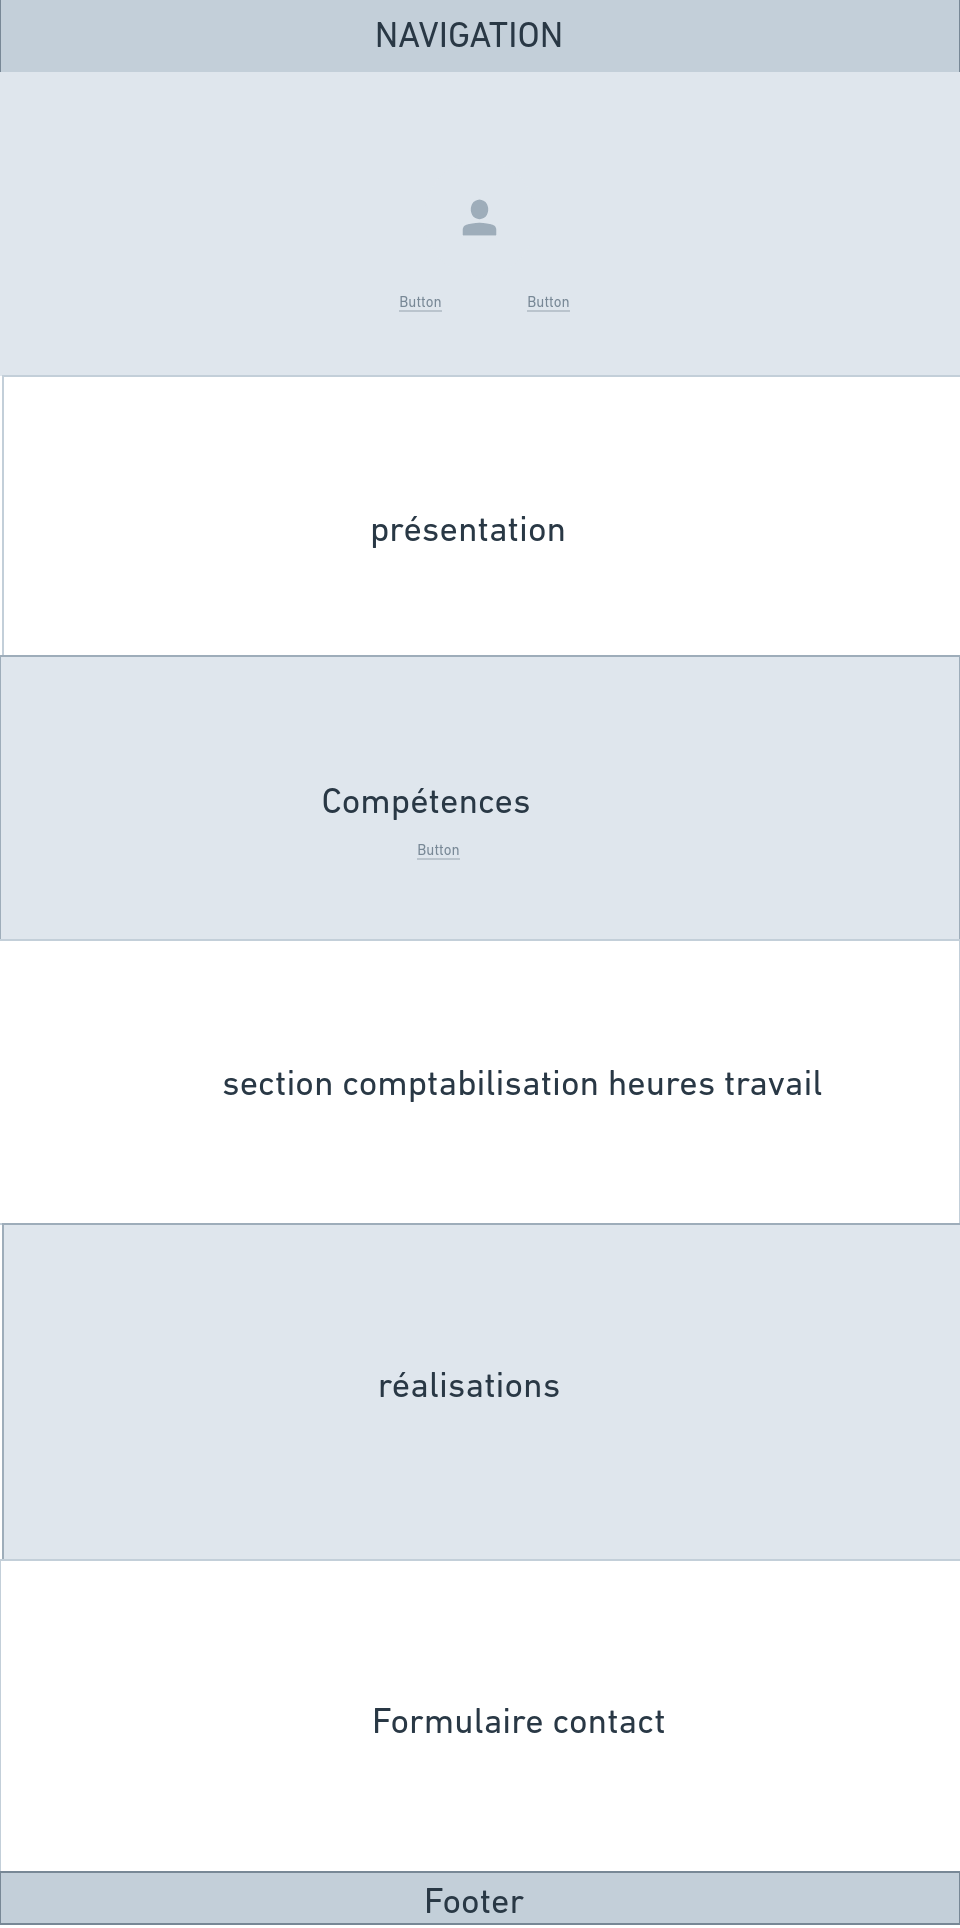 NAVIGATION
Button Button
présentation
Compétences
Button
section comptabilisation heures travail
réalisations
Formulaire contact
Footer